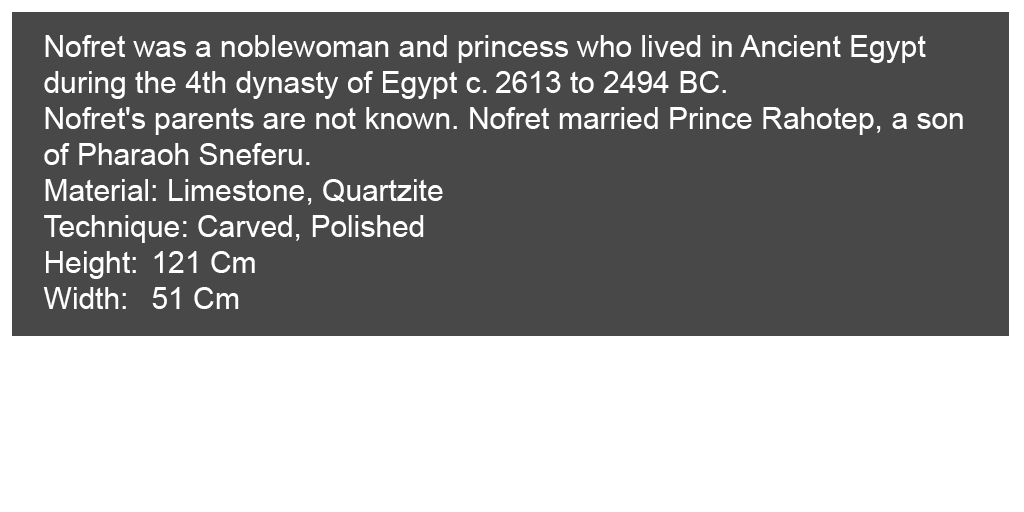 Nofret was a noblewoman and princess who lived in Ancient Egypt
during the 4th dynasty of Egypt c. 2613 to 2494 BC.
Nofret's parents are not known. Nofret married Prince Rahotep, a son
of Pharaoh Sneferu.
Material: Limestone, Quartzite
Technique: Carved, Polished
Height: 121 Cm
Width: 51 Cm